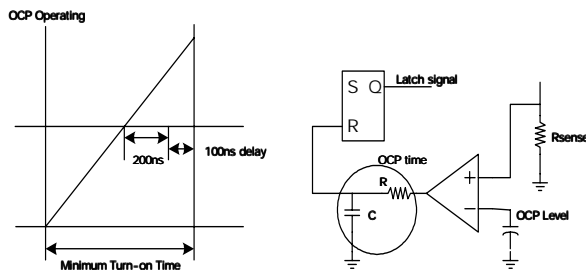 OCP Operating
200ns
100ns delay
Minimum Turn-on Time
S Q
Latch signal
R
OCP time
R
C
+
−
Rsense
OCP Level